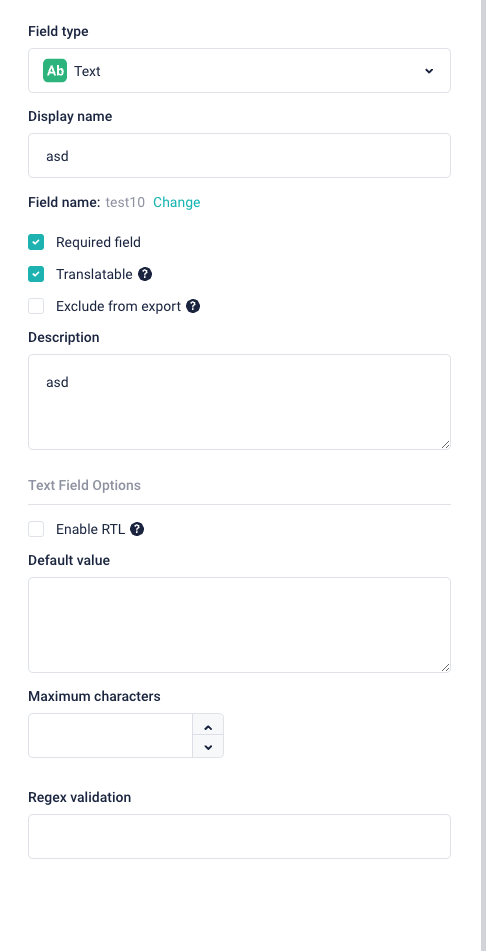 Field type
Ab Text
Display name
asd
Field name: test10 Change
Required field
Translatable ?
Exclude from export ?
Description
asd
Text Field Options
Enable RTL ?
Default value
Maximum characters
Regex validation